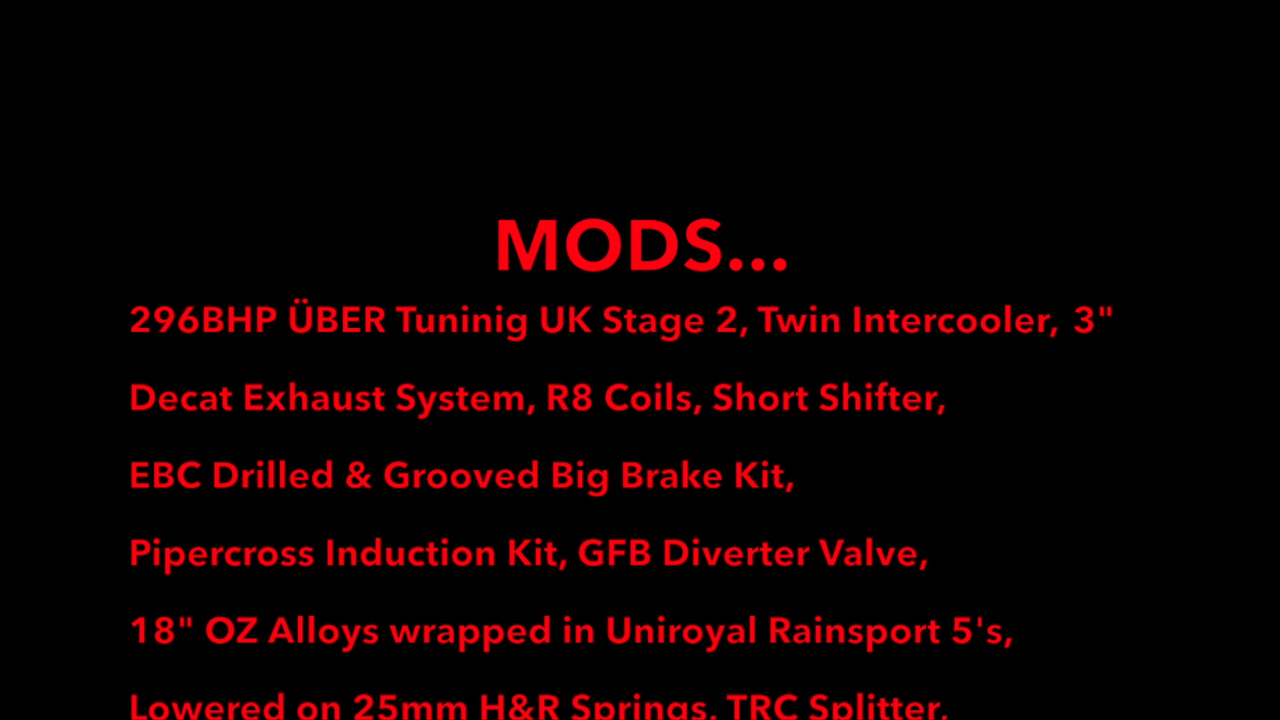 MODS...
296BHP ÜBER Tuninig UK Stage 2, Twin Intercooler, 3"
Decat Exhaust System, R8 Coils, Short Shifter,
EBC Drilled & Grooved Big Brake Kit,
Pipercross Induction Kit, GFB Diverter Valve,
18" OZ Alloys wrapped in Uniroyal Rainsport 5's,
Lowered on 25mm H&R Springs, TRC Splitter,